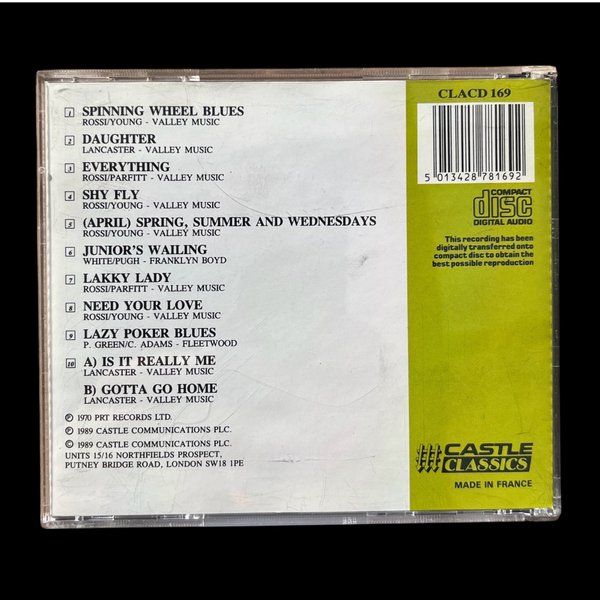 CLACD 169
1 SPINNING WHEEL BLUES
ROSSI/YOUNG - VALLEY MUSIC
2 DAUGHTER
LANCASTER - VALLEY MUSIC
3 EVERYTHING
ROSSI/PARFITT - VALLEY MUSIC
4 SHY FLY
ROSSI/YOUNG - VALLEY MUSIC
5 (APRIL) SPRING, SUMMER AND WEDNESDAYS
ROSSI/YOUNG - VALLEY MUSIC
6 JUNIOR'S WAILING
WHITE/PUGH - FRANKLYN BOYD
7 LAKKY LADY
ROSSI/PARFITT - VALLEY MUSIC
8 NEED YOUR LOVE
ROSSI/YOUNG - VALLEY MUSIC
9 LAZY POKER BLUES
P. GREEN/C. ADAMS - FLEETWOOD
10 A) IS IT REALLY ME
LANCASTER - VALLEY MUSIC
B) GOTTA GO HOME
LANCASTER - VALLEY MUSIC
℗ 1970 PRT RECORDS LTD.
℗ 1989 CASTLE COMMUNICATIONS PLC.
© 1989 CASTLE COMMUNICATIONS PLC.
UNITS 15/16 NORTHFIELDS PROSPECT,
PUTNEY BRIDGE ROAD, LONDON SW18 1PE
5 013428 781692
COMPACT
disc
DIGITAL AUDIO
This recording has been
digitally transferred onto
compact disc to obtain the
best possible reproduction
CASTLE
CLASSICS
MADE IN FRANCE